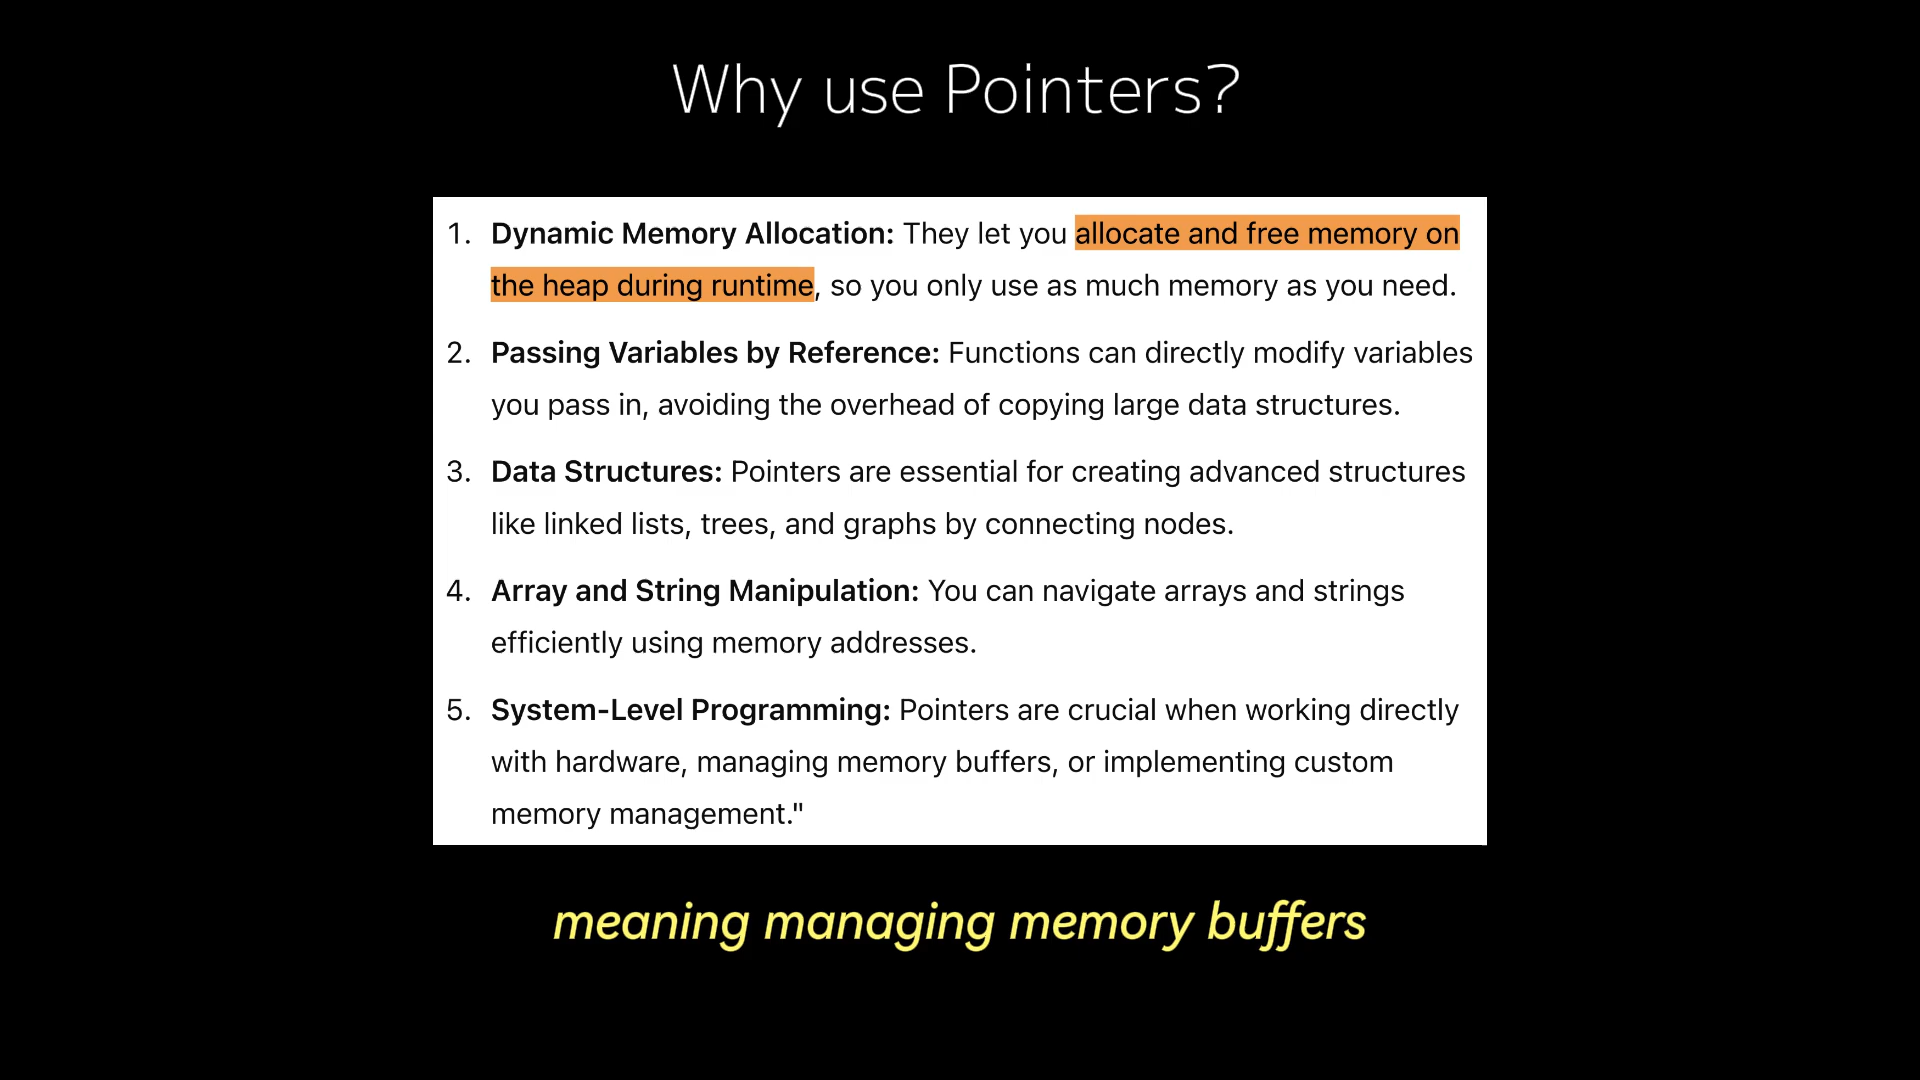 Why use Pointers?
1. Dynamic Memory Allocation: They let you allocate and free memory on
the heap during runtime, so you only use as much memory as you need.
2. Passing Variables by Reference: Functions can directly modify variables
you pass in, avoiding the overhead of copying large data structures.
3. Data Structures: Pointers are essential for creating advanced structures
like linked lists, trees, and graphs by connecting nodes.
4. Array and String Manipulation: You can navigate arrays and strings
efficiently using memory addresses.
5. System-Level Programming: Pointers are crucial when working directly
with hardware, managing memory buffers, or implementing custom
memory management."
meaning managing memory buffers